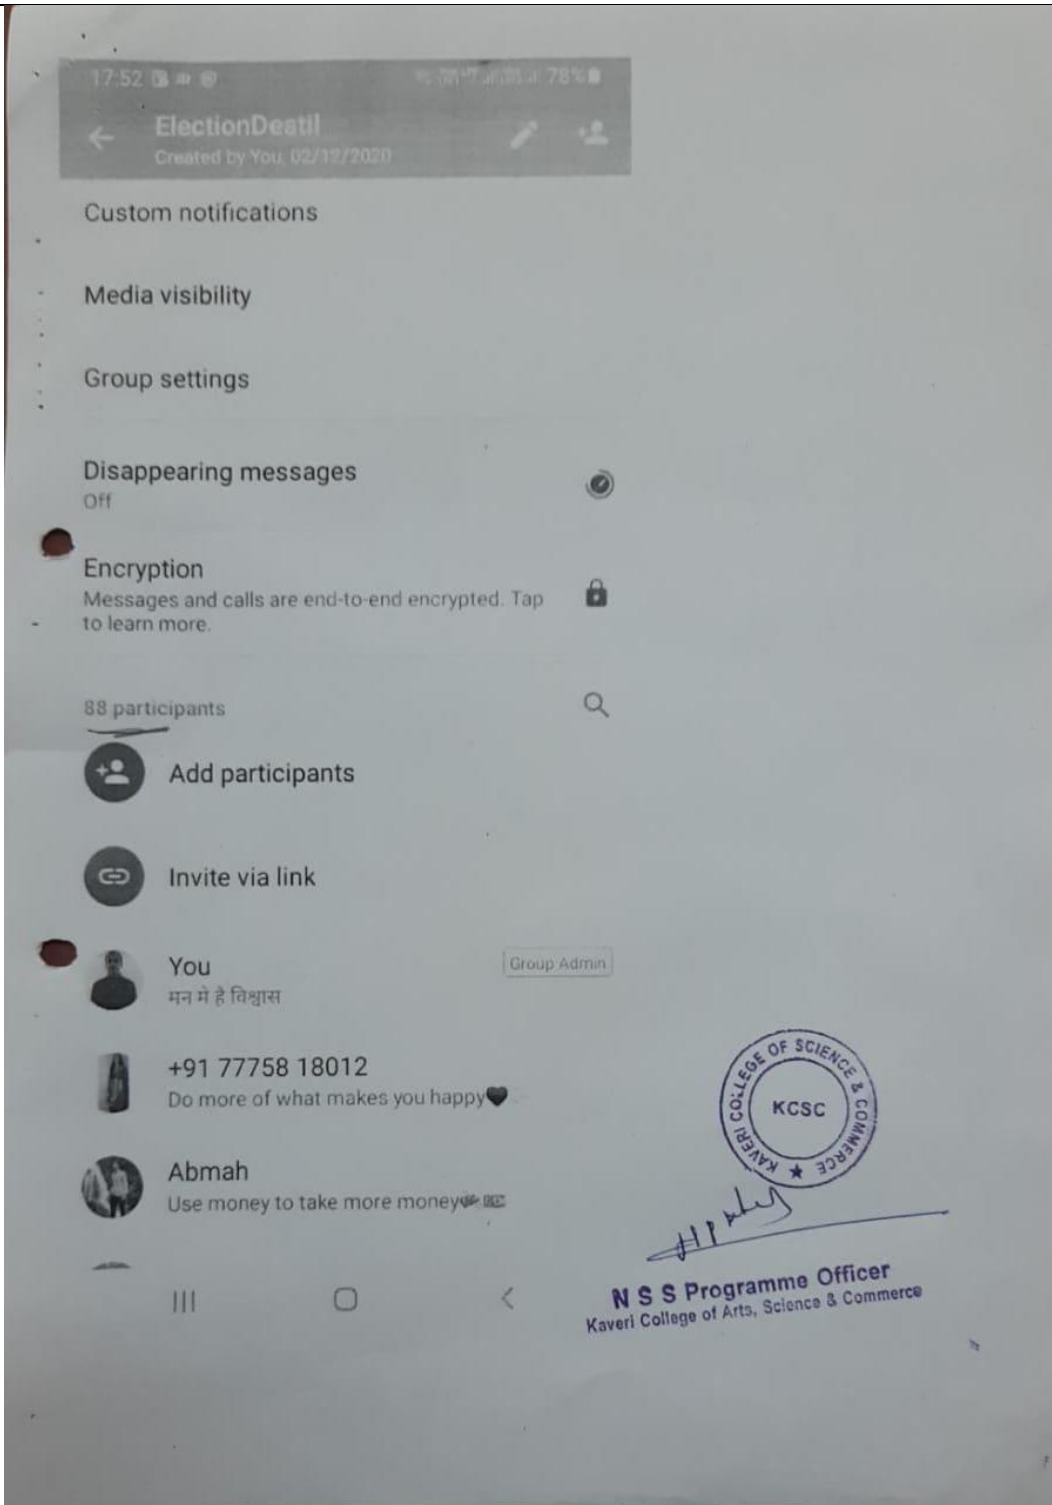 17:52
78%
ElectionDestil
Created by You, 02/12/2020
Custom notifications
Media visibility
Group settings
Disappearing messages
Off
Encryption
Messages and calls are end-to-end encrypted. Tap
to learn more.
88 participants
Add participants
Invite via link
You
Group Admin
मन मे है विश्वास
+91 77758 18012
Do more of what makes you happy🖤
Abmah
Use money to take more money
KAVERI COLLEGE OF SCIENCE & COMMERCE
KCSC
N S S Programme Officer
Kaveri College of Arts, Science & Commerce